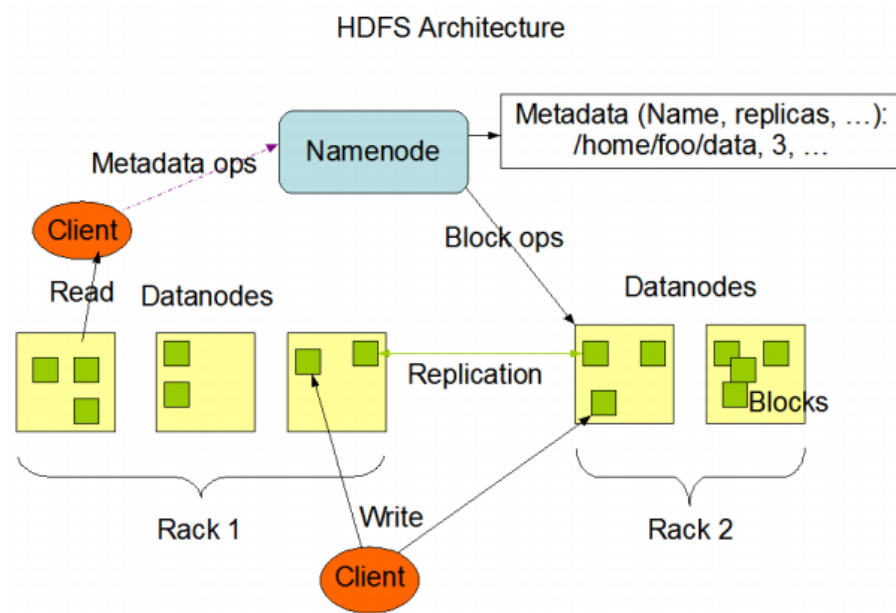 HDFS Architecture
Metadata (Name, replicas, …):
/home/foo/data, 3, …
Namenode
Metadata ops
Client
Block ops
Read
Datanodes
Datanodes
Replication
Blocks
Rack 1
Write
Rack 2
Client